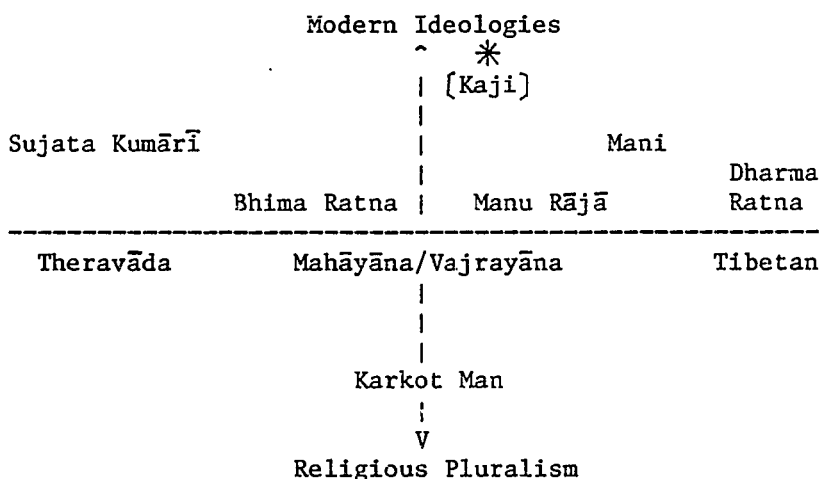 Modern Ideologies
[Kaji]
Sujata Kumārī Mani
Dharma
Bhima Ratna Manu Rājā Ratna
Theravāda Mahāyāna/Vajrayāna Tibetan
Karkot Man
V
Religious Pluralism